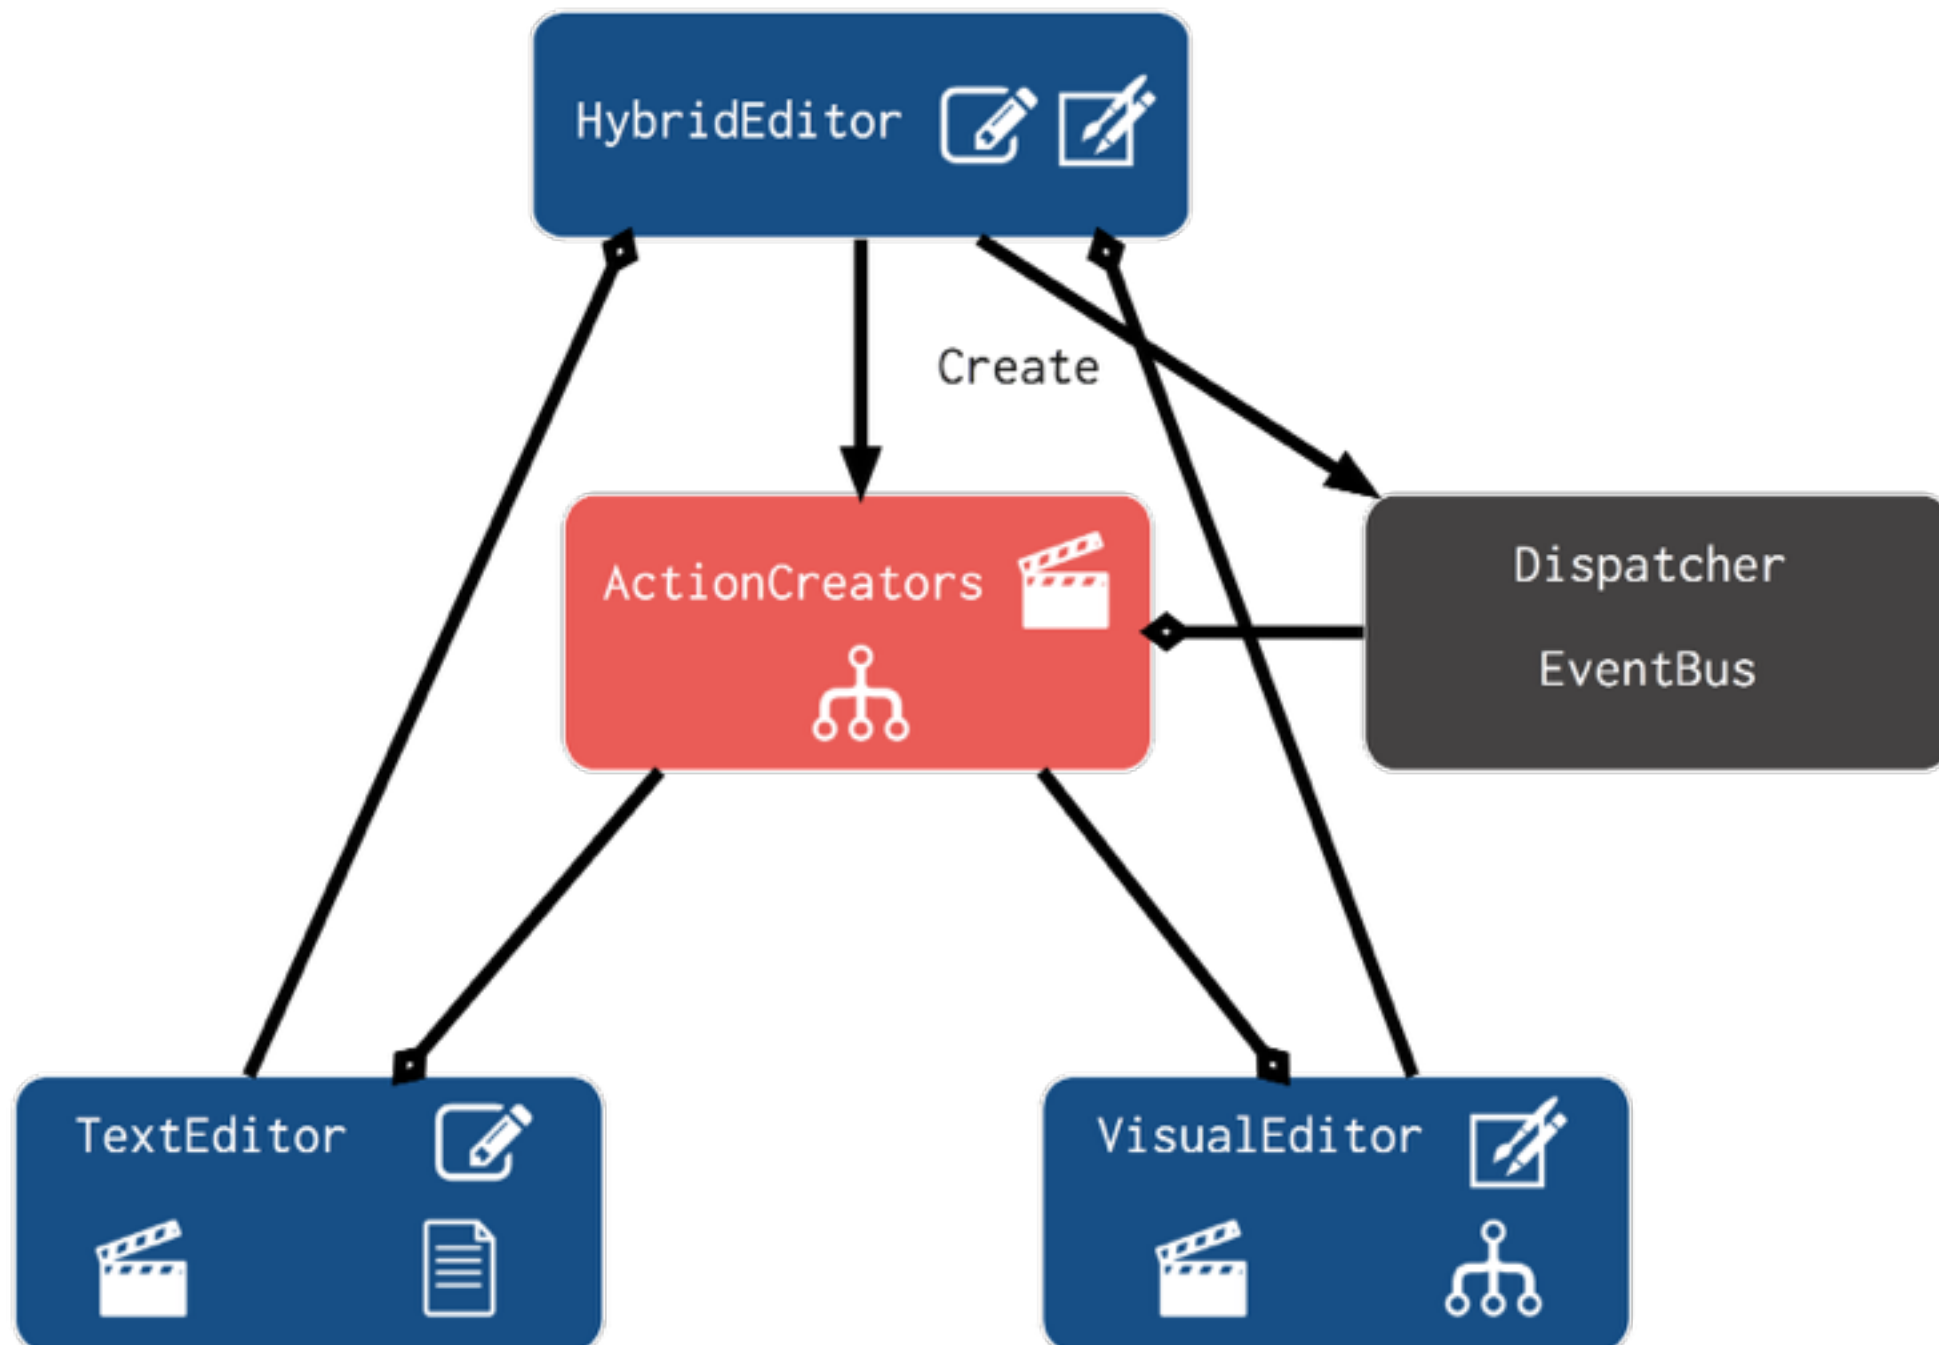 HybridEditor
Create
ActionCreators
Dispatcher
EventBus
TextEditor
VisualEditor